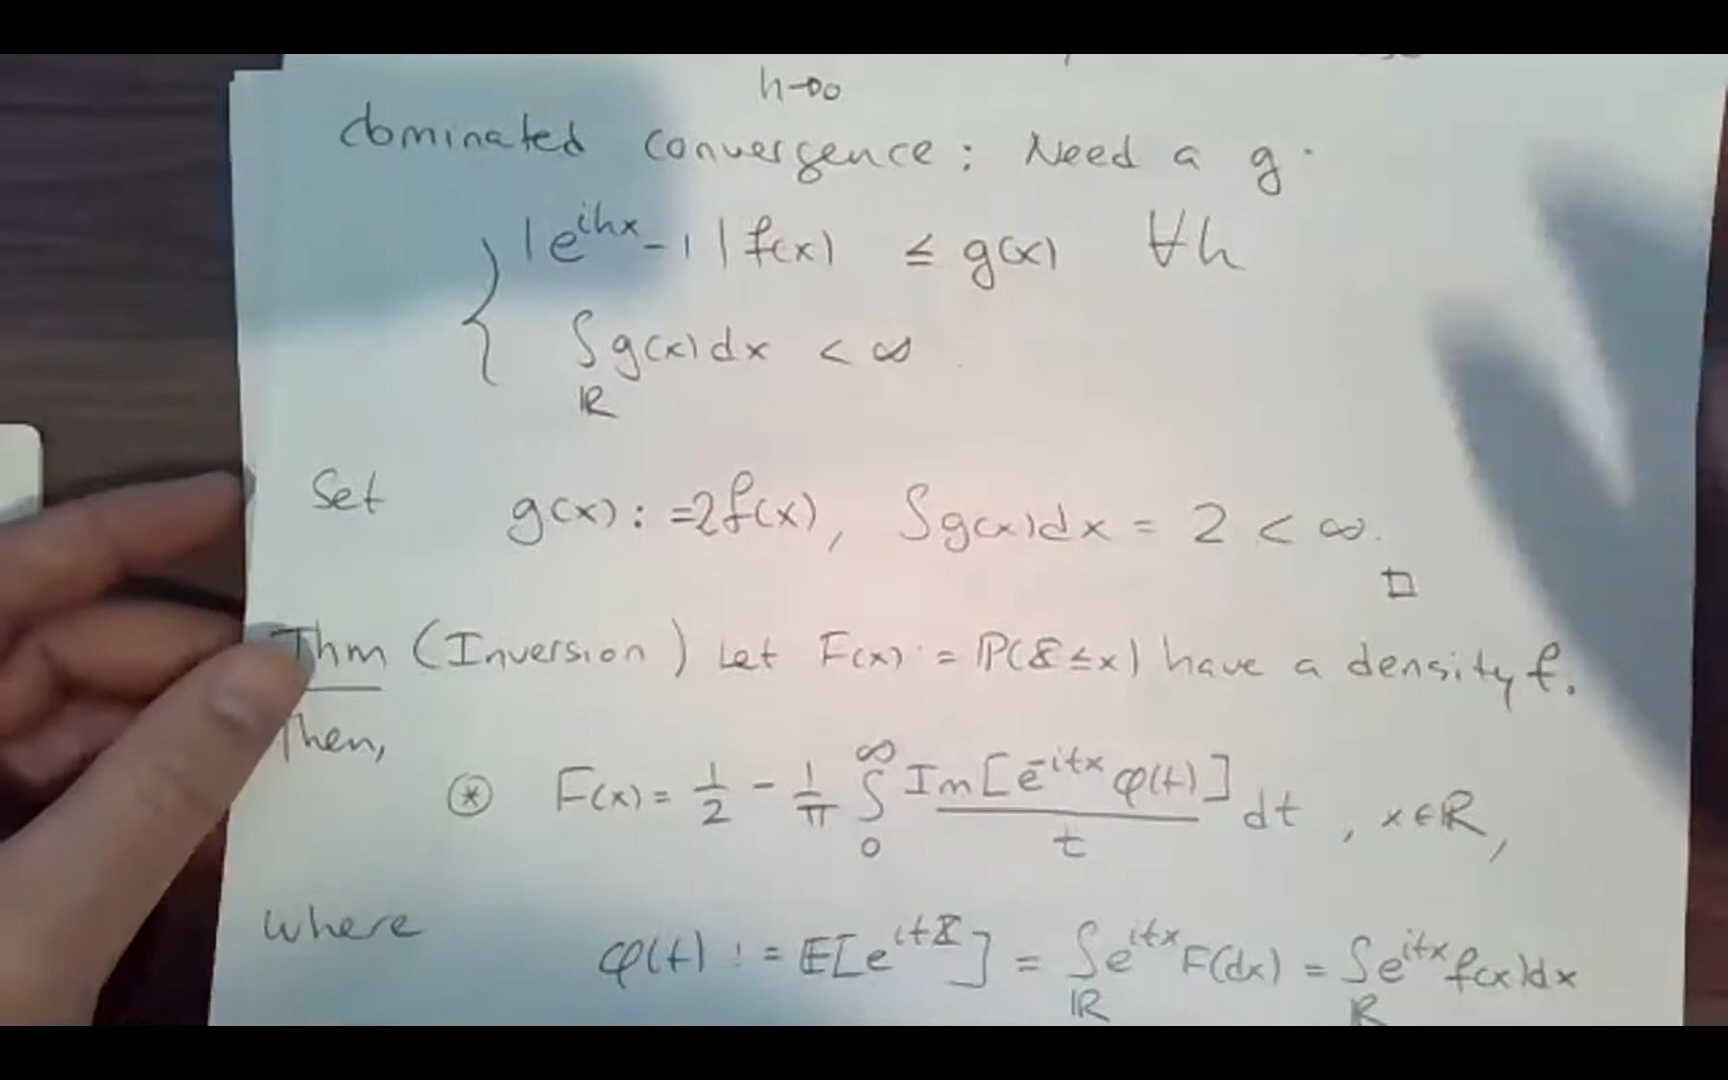 h→∞
dominated convergence: Need a g.
|e^{ihx} - 1| f(x) ≤ g(x) ∀h
∫_ℝ g(x)dx < ∞
Set g(x) := 2f(x), ∫g(x)dx = 2 < ∞. □
Thm (Inversion) Let F(x) := ℙ(X ≤ x) have a density f.
Then,
⊛ F(x) = 1/2 - 1/π ∫_0^∞ Im[e^{-itx} φ(t)]/t dt, x∈ℝ,
where φ(t) := 𝔼[e^{itX}] = ∫_ℝ e^{itx} F(dx) = ∫_ℝ e^{itx} f(x)dx